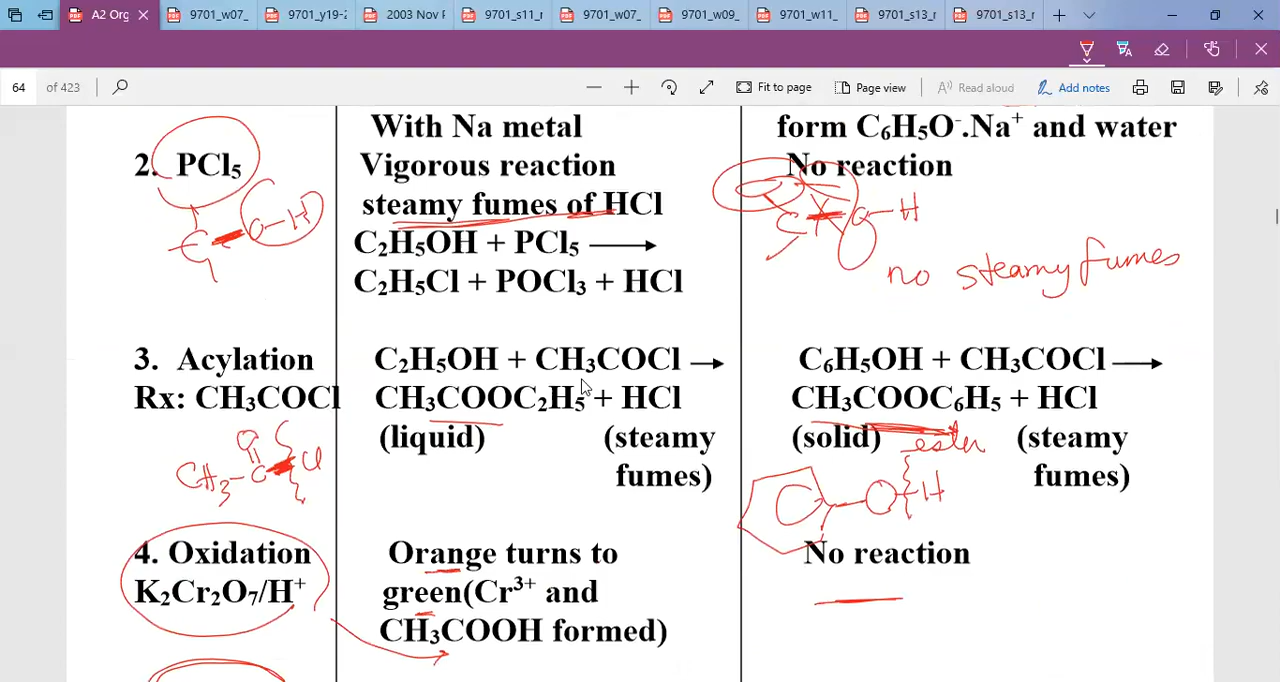 A2 Org
9701_w07_
9701_y19-2
2003 Nov F
9701_s11_r
9701_w07_
9701_w09_
9701_w11_
9701_s13_r
9701_s13_r
64 of 423
Fit to page
Page view
Read aloud
Add notes
With Na metal
form C₆H₅O⁻.Na⁺ and water
2. PCl₅
Vigorous reaction
No reaction
steamy fumes of HCl
O-H
C
C O-H
C₂H₅OH + PCl₅ ⟶
no steamy fumes
C₂H₅Cl + POCl₃ + HCl
3. Acylation
C₂H₅OH + CH₃COCl →
C₆H₅OH + CH₃COCl ⟶
Rx: CH₃COCl
CH₃COOC₂H₅ + HCl
CH₃COOC₆H₅ + HCl
(liquid) (steamy
(solid) (steamy
ester
fumes)
fumes)
O
CH₃-C-Cl
O-H
4. Oxidation
Orange turns to
No reaction
K₂Cr₂O₇/H⁺
green(Cr³⁺ and
CH₃COOH formed)